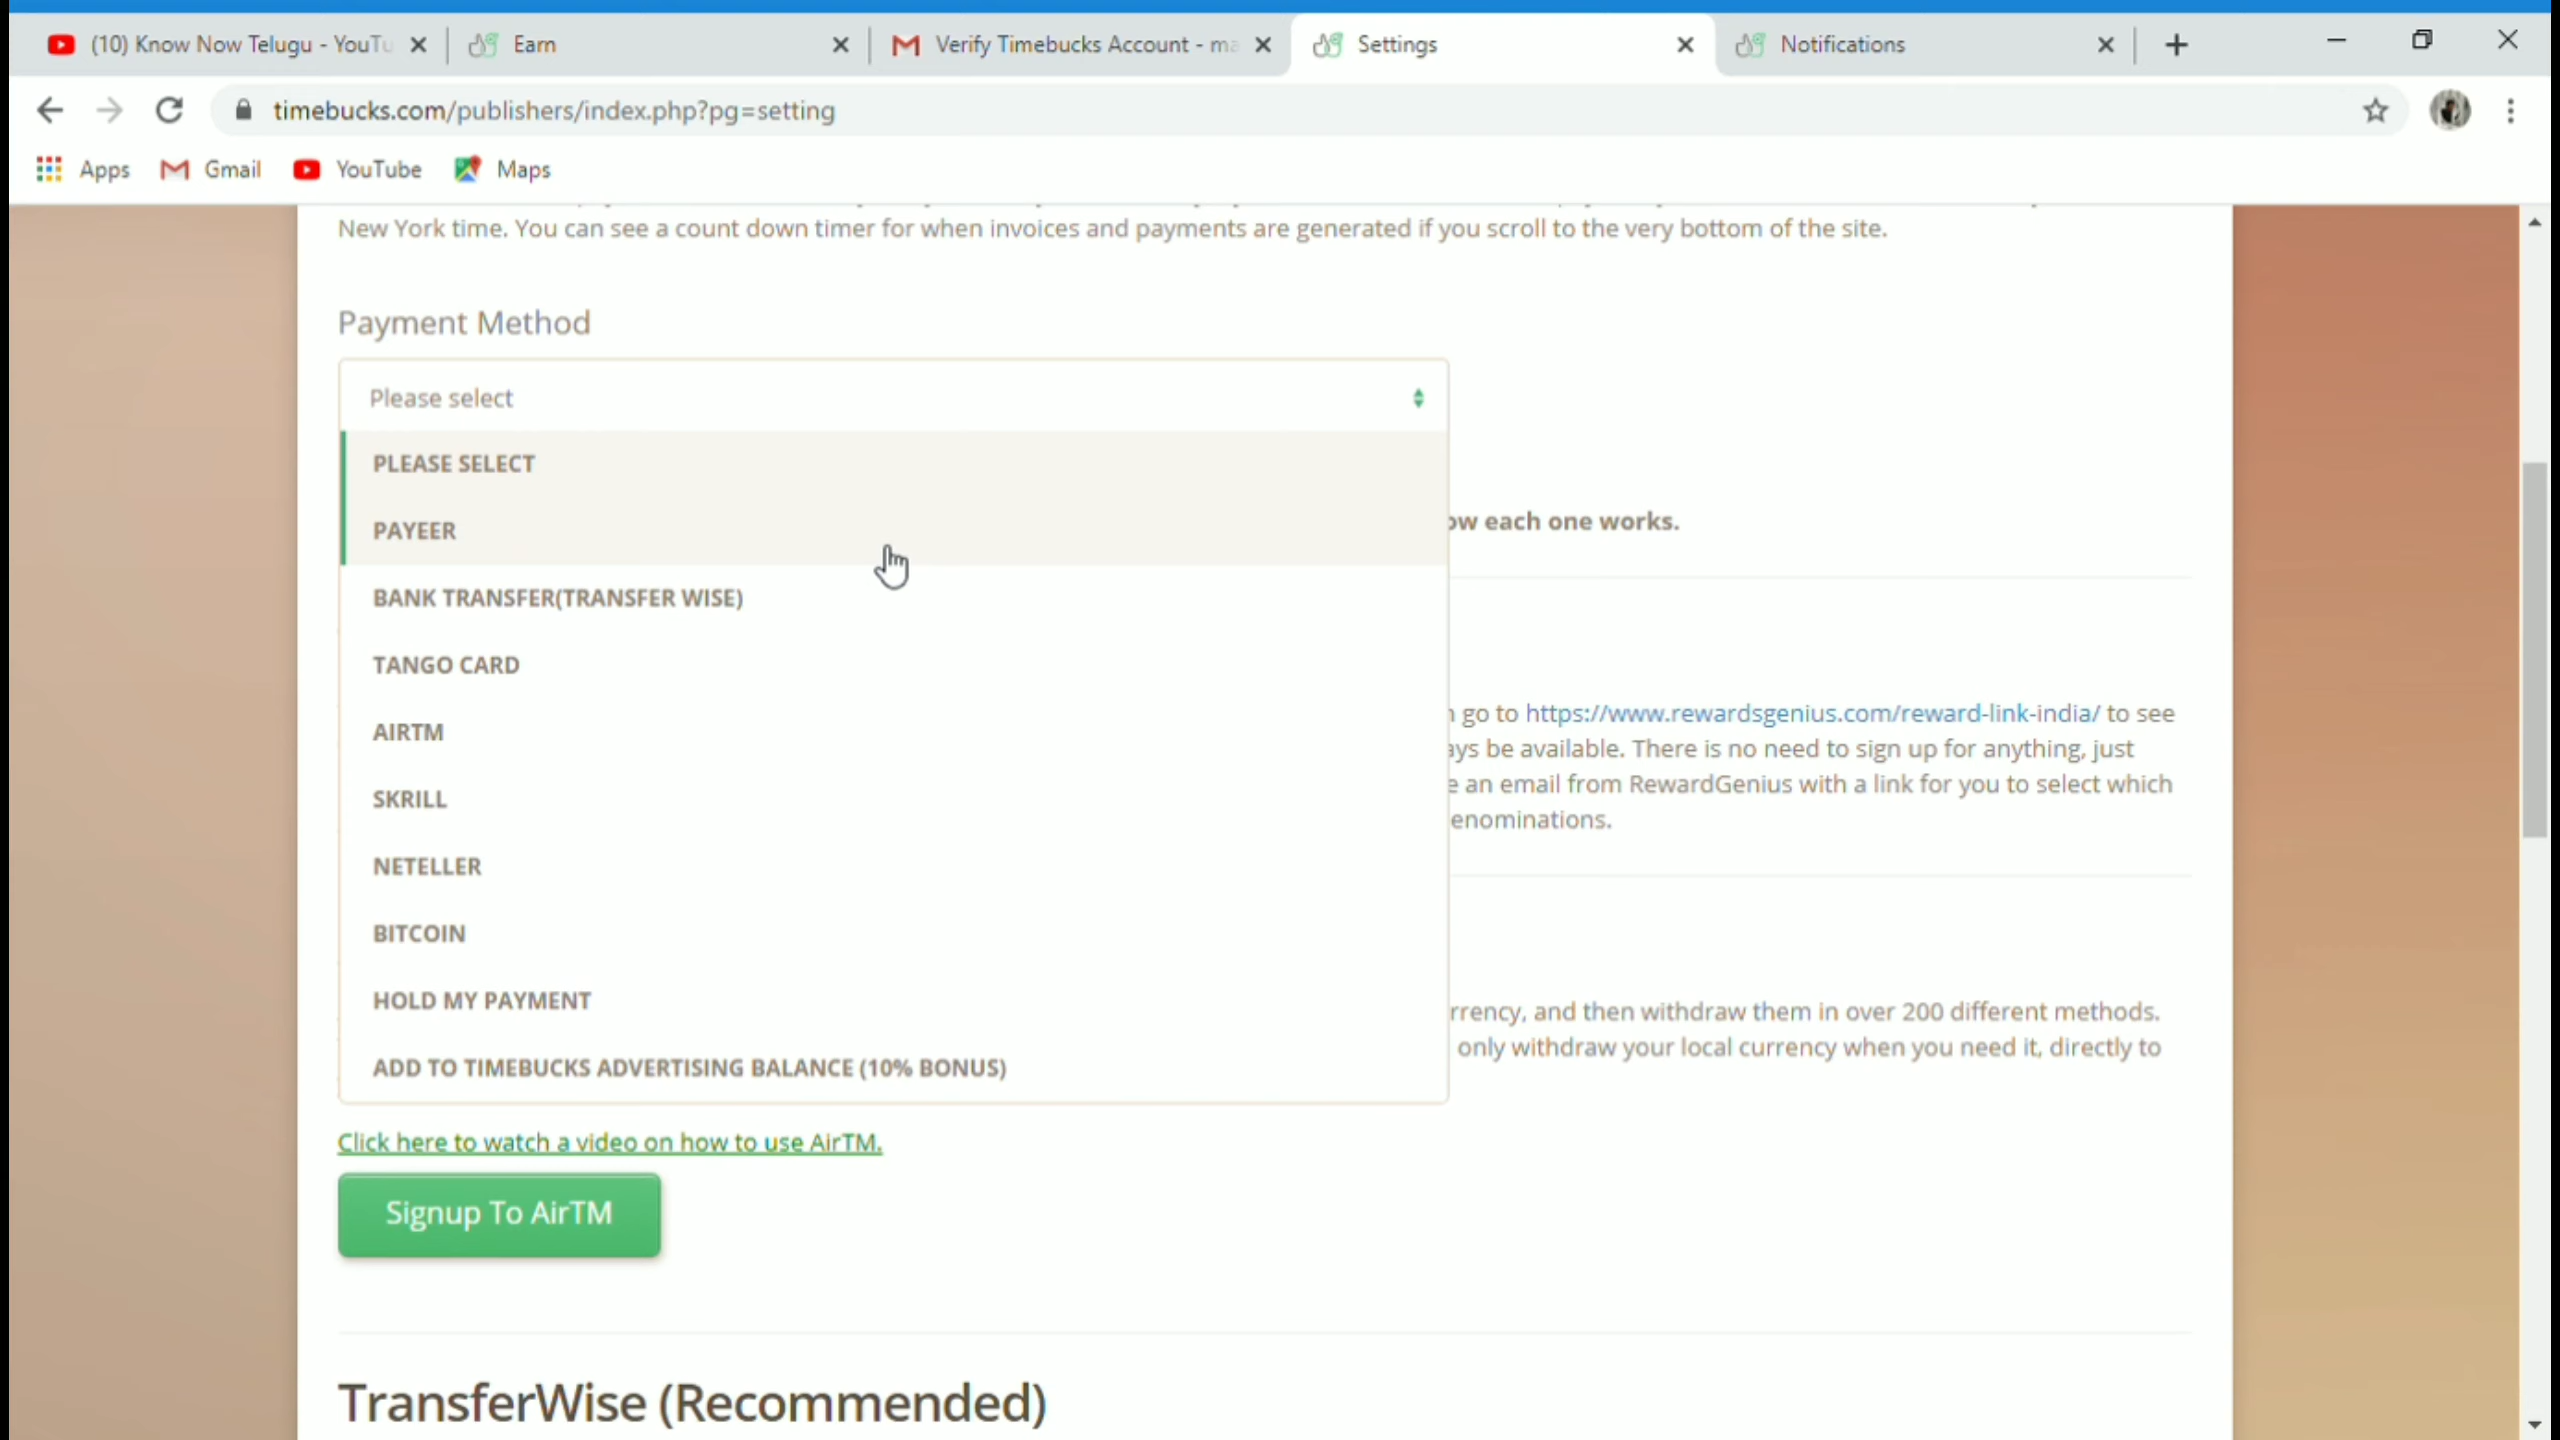 (10) Know Now Telugu - YouTu
Earn
Verify Timebucks Account - ma
Settings
Notifications
timebucks.com/publishers/index.php?pg=setting
Apps
Gmail
YouTube
Maps
New York time. You can see a count down timer for when invoices and payments are generated if you scroll to the very bottom of the site.
Payment Method
Please select
PLEASE SELECT
PAYEER
ow each one works.
BANK TRANSFER(TRANSFER WISE)
TANGO CARD
go to https://www.rewardsgenius.com/reward-link-india/ to see
AIRTM
ays be available. There is no need to sign up for anything, just
e an email from RewardGenius with a link for you to select which
SKRILL
enominations.
NETELLER
BITCOIN
HOLD MY PAYMENT
rrency, and then withdraw them in over 200 different methods.
only withdraw your local currency when you need it, directly to
ADD TO TIMEBUCKS ADVERTISING BALANCE (10% BONUS)
Click here to watch a video on how to use AirTM.
Signup To AirTM
TransferWise (Recommended)